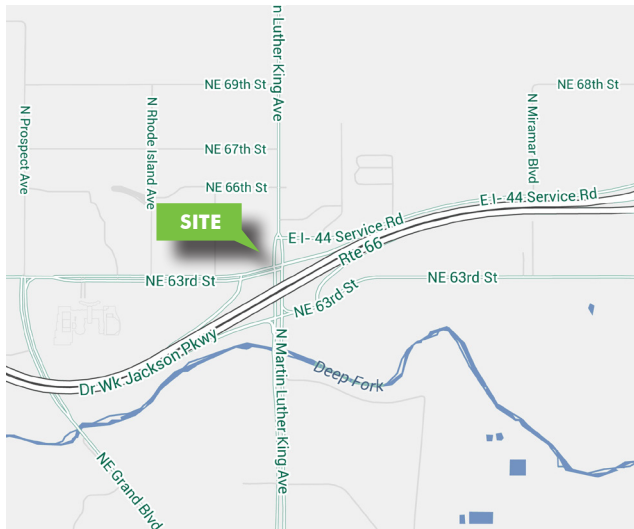 n Luther King Ave
NE 69th St
NE 68th St
N Prospect Ave
N Rhode Island Ave
N Miramar Blvd
NE 67th St
NE 66th St
E I- 44 Service Rd
SITE
E I- 44 Service Rd
Rte 66
NE 63rd St
NE 63rd St
NE 63rd St
Dr Wk Jackson Pkwy
N Martin Luther King Ave
Deep Fork
NE Grand Blvd